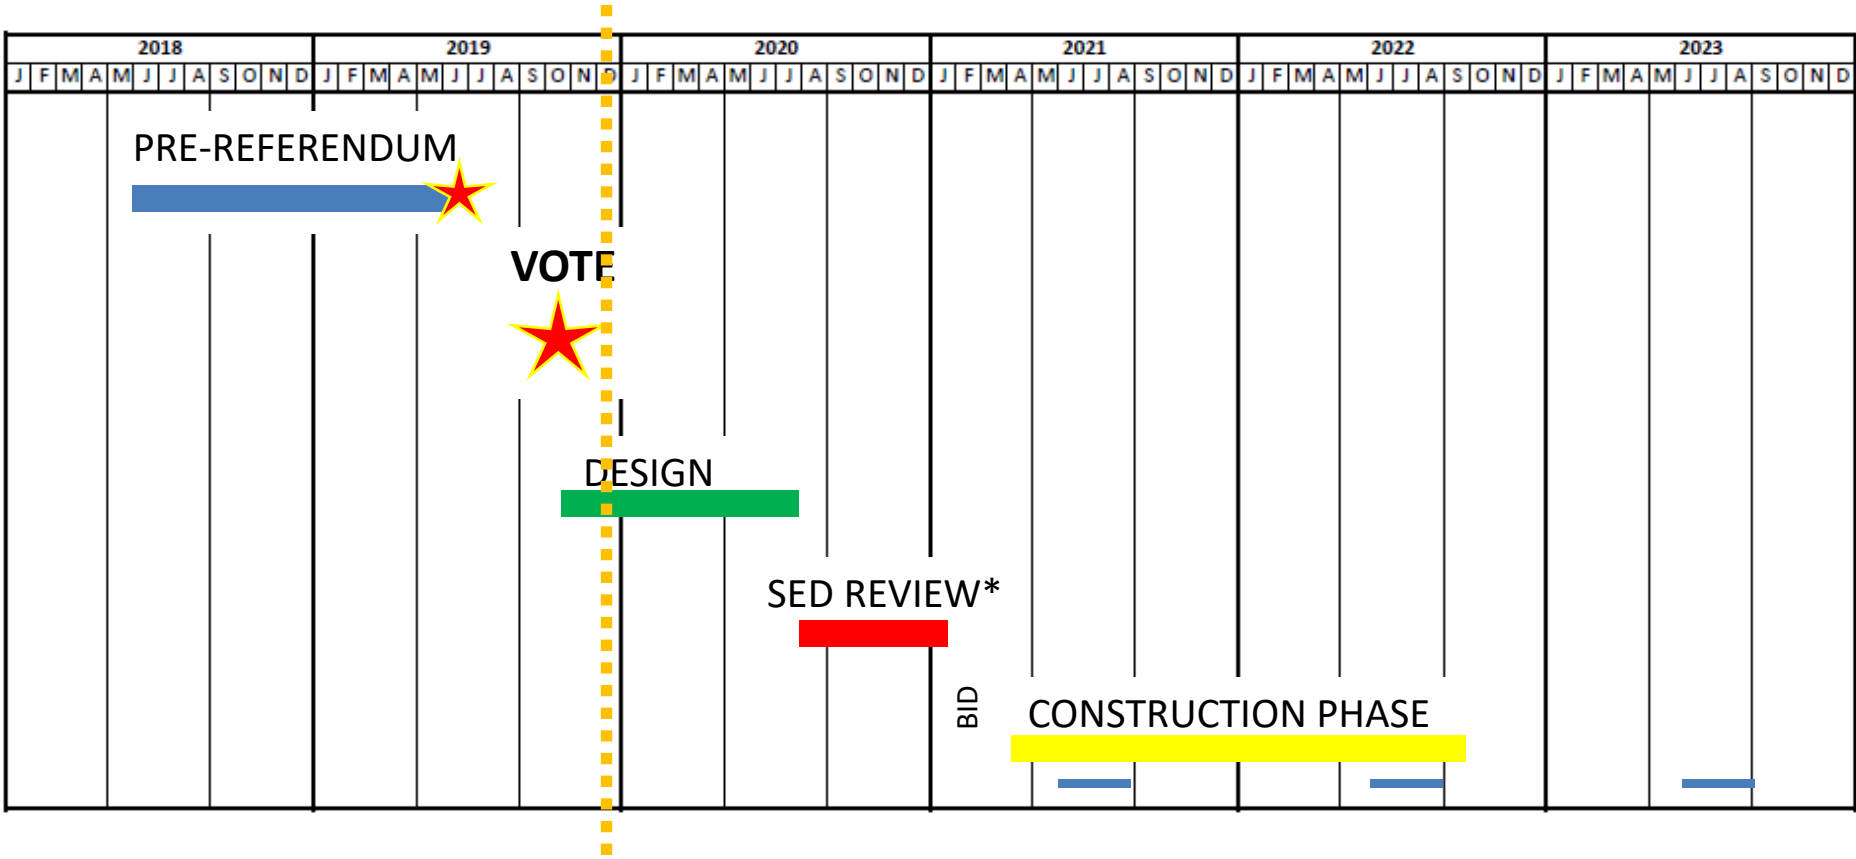 2018 2019 2020 2021 2022 2023
J F M A M J J A S O N D J F M A M J J A S O N D J F M A M J J A S O N D J F M A M J J A S O N D J F M A M J J A S O N D J F M A M J J A S O N D
PRE-REFERENDUM
VOTE
DESIGN
SED REVIEW*
BID
CONSTRUCTION PHASE